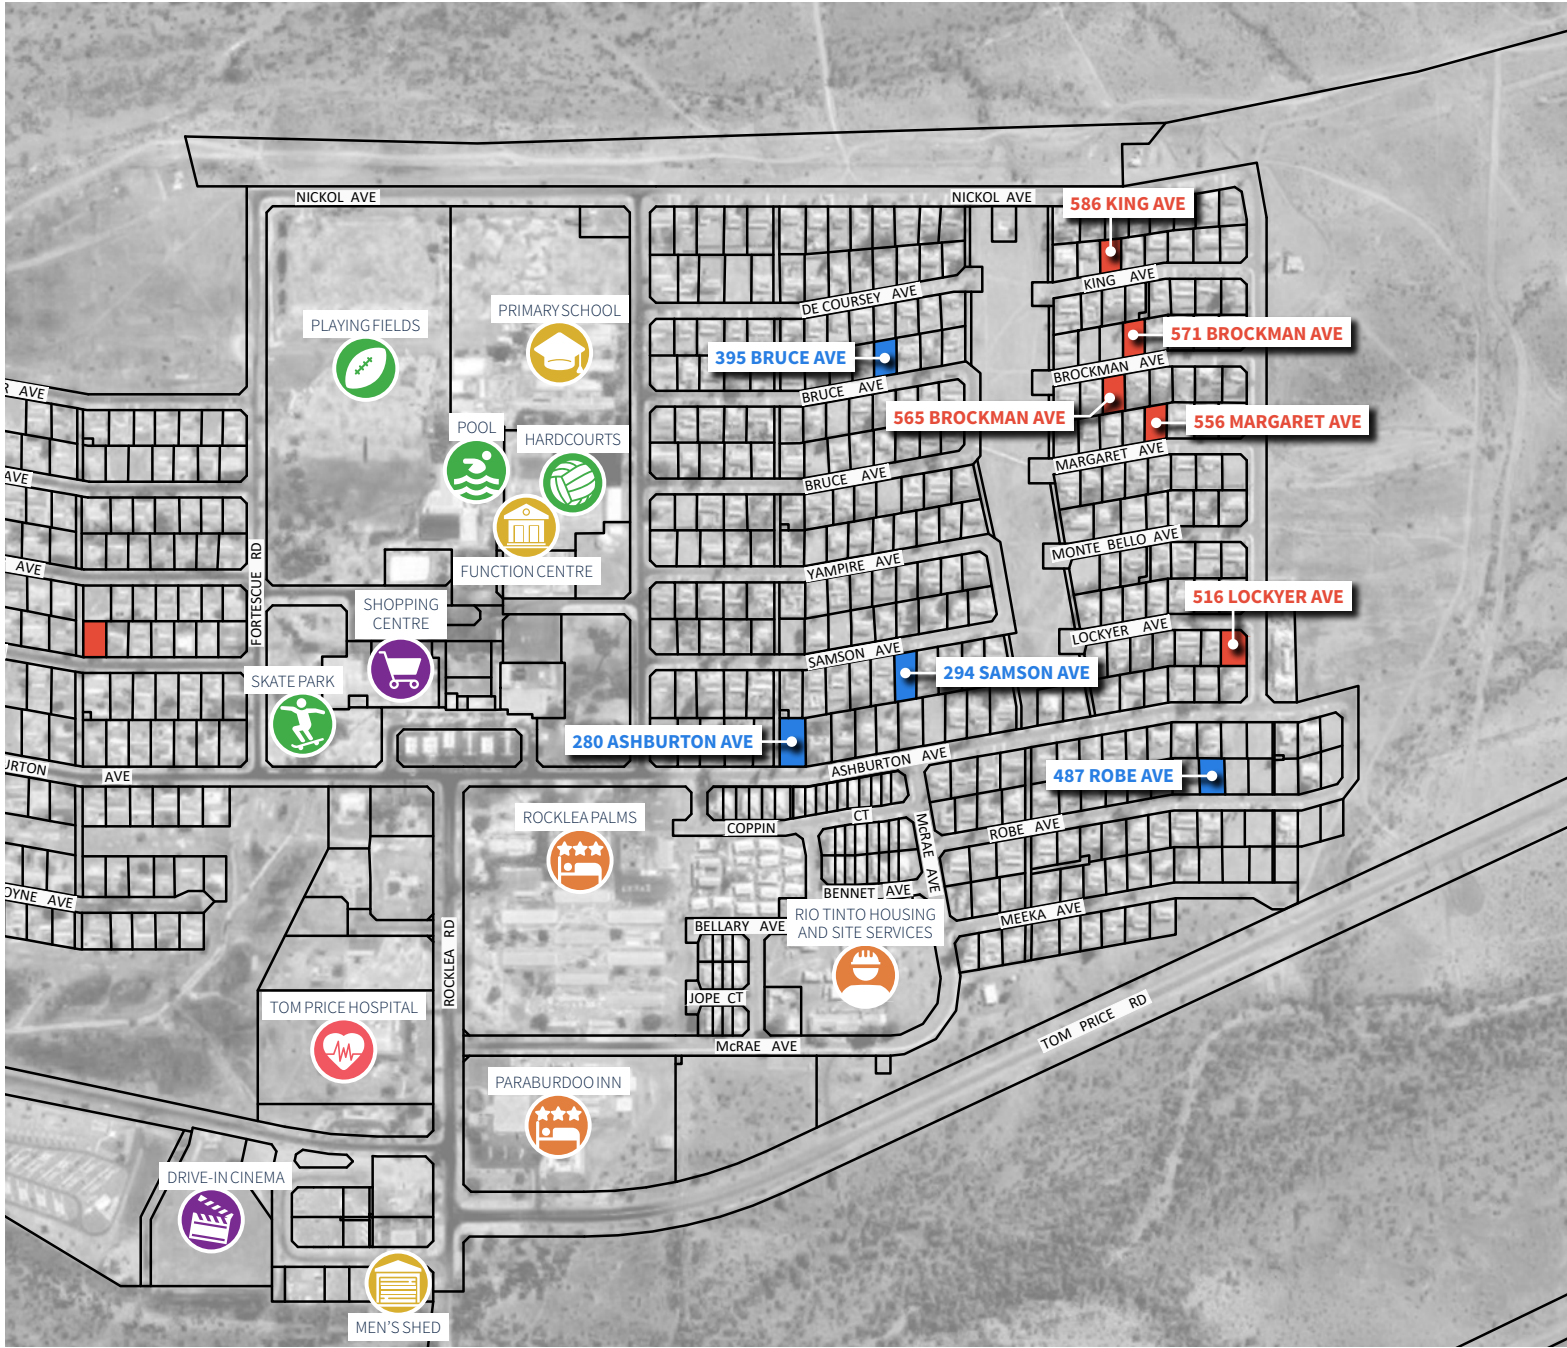 NICKOL AVE
NICKOL AVE
586 KING AVE
KING AVE
DE COURSEY AVE
PRIMARY SCHOOL
PLAYING FIELDS
571 BROCKMAN AVE
395 BRUCE AVE
BROCKMAN AVE
BRUCE AVE
R AVE
565 BROCKMAN AVE
556 MARGARET AVE
POOL
HARDCOURTS
MARGARET AVE
AVE
BRUCE AVE
MONTE BELLO AVE
FORTESCUE RD
AVE
YAMPIRE AVE
FUNCTION CENTRE
516 LOCKYER AVE
SHOPPING
CENTRE
LOCKYER AVE
SAMSON AVE
294 SAMSON AVE
SKATE PARK
280 ASHBURTON AVE
ASHBURTON AVE
487 ROBE AVE
URTON AVE
ROCKLEA PALMS
COPPIN CT
McRAE AVE
ROBE AVE
BENNET AVE
OYNE AVE
MEEKA AVE
RIO TINTO HOUSING
AND SITE SERVICES
BELLARY AVE
ROCKLEA RD
JOPE CT
TOM PRICE HOSPITAL
TOM PRICE RD
McRAE AVE
PARABURDOO INN
DRIVE-IN CINEMA
MEN'S SHED